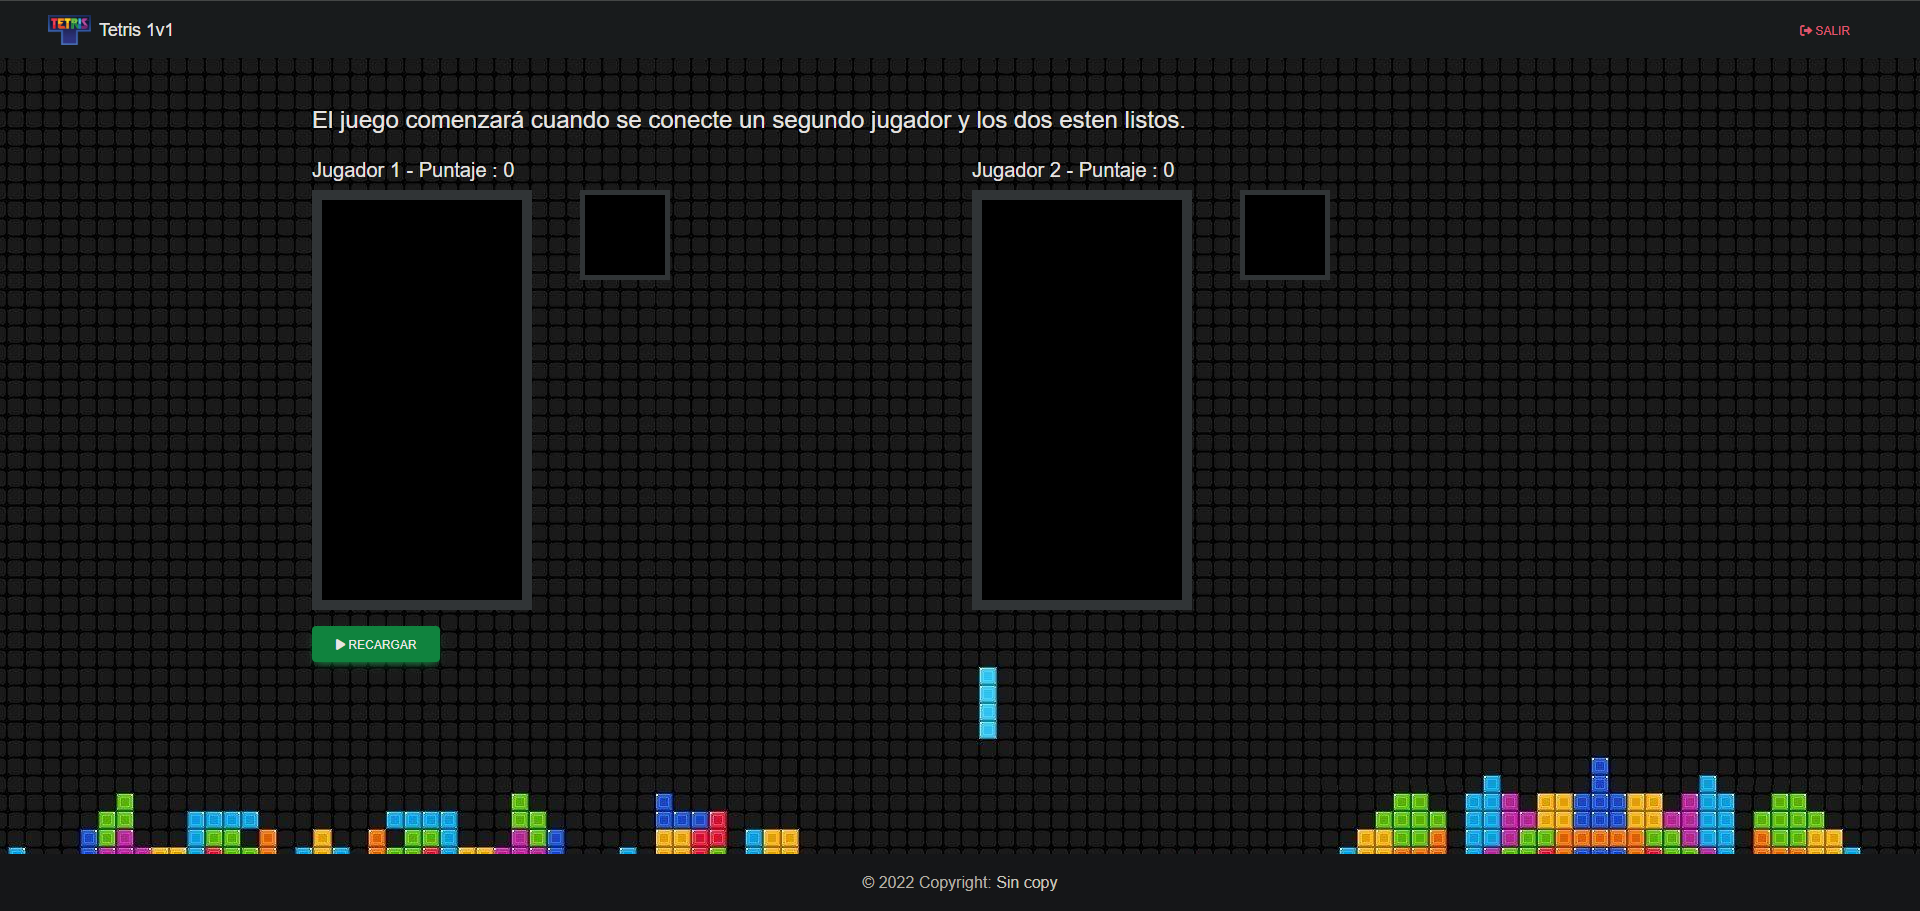 TETRIS
Tetris 1v1
SALIR
El juego comenzará cuando se conecte un segundo jugador y los dos esten listos.
Jugador 1 - Puntaje : 0
Jugador 2 - Puntaje : 0
RECARGAR
© 2022 Copyright: Sin copy